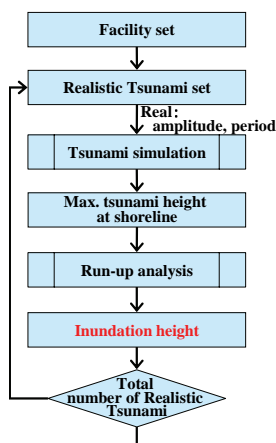 Facility set
Realistic Tsunami set
Real:
amplitude, period
Tsunami simulation
Max. tsunami height
at shoreline
Run-up analysis
Inundation height
Total
number of Realistic
Tsunami